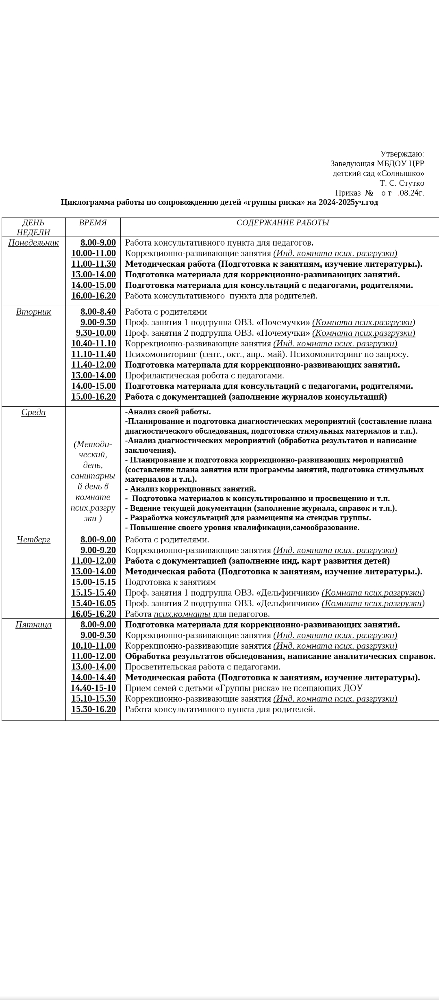 Утверждаю:
Заведующая МБДОУ ЦРР
детский сад «Солнышко»
Т. С. Стутко
Приказ № о т .08.24г.
Циклограмма работы по сопровождению детей «группы риска» на 2024-2025уч.год
ДЕНЬ НЕДЕЛИ ВРЕМЯ СОДЕРЖАНИЕ РАБОТЫ
Понедельник 8.00-9.00 Работа консультативного пункта для педагогов.
10.00-11.00 Коррекционно-развивающие занятия (Инд. комната псих. разгрузки)
11.00-11.30 Методическая работа (Подготовка к занятиям, изучение литературы.).
13.00-14.00 Подготовка материала для коррекционно-развивающих занятий.
14.00-15.00 Подготовка материала для консультаций с педагогами, родителями.
16.00-16.20 Работа консультативного пункта для родителей.
Вторник 8.00-8.40 Работа с родителями
9.00-9.30 Проф. занятия 1 подгруппа ОВЗ. «Почемучки» (Комната псих.разгрузки)
9.30-10.00 Проф. занятия 2 подгруппа ОВЗ. «Почемучки» (Комната псих.разгрузки)
10.40-11.10 Коррекционно-развивающие занятия (Инд. комната псих. разгрузки)
11.10-11.40 Психомониторинг (сент., окт., апр., май). Психомониторинг по запросу.
11.40-12.00 Подготовка материала для коррекционно-развивающих занятий.
13.00-14.00 Профилактическая робота с педагогами.
14.00-15.00 Подготовка материала для консультаций с педагогами, родителями.
15.00-16.20 Работа с документацией (заполнение журналов консультаций)
Среда
(Методи-
ческий,
день,
санитарны
й день в
комнате
псих.разгру
зки )
-Анализ своей работы.
-Планирование и подготовка диагностических мероприятий (составление плана
диагностического обследования, подготовка стимульных материалов и т.п.).
-Анализ диагностических мероприятий (обработка результатов и написание
заключения).
- Планирование и подготовка коррекционно-развивающих мероприятий
(составление плана занятия или программы занятий, подготовка стимульных
материалов и т.п.).
- Анализ коррекционных занятий.
- Подготовка материалов к консультированию и просвещению и т.п.
- Ведение текущей документации (заполнение журнала, справок и т.п.).
- Разработка консультаций для размещения на стендыв группы.
- Повышение своего уровня квалификации,самообразование.
Четверг 8.00-9.00 Работа с родителями.
9.00-9.20 Коррекционно-развивающие занятия (Инд. комната псих. разгрузки)
11.00-12.00 Работа с документацией (заполнение инд. карт развития детей)
13.00-14.00 Методическая работа (Подготовка к занятиям, изучение литературы.).
15.00-15.15 Подготовка к занятиям
15.15-15.40 Проф. занятия 1 подгруппа ОВЗ. «Дельфинчики» (Комната псих.разгрузки)
15.40-16.05 Проф. занятия 2 подгруппа ОВЗ. «Дельфинчики» (Комната псих.разгрузки)
16.05-16.20 Работа псих.комнаты для педагогов.
Пятница 8.00-9.00 Подготовка материала для коррекционно-развивающих занятий.
9.00-9.30 Коррекционно-развивающие занятия (Инд. комната псих. разгрузки)
10.10-11.00 Коррекционно-развивающие занятия (Инд. комната псих. разгрузки)
11.00-12.00 Обработка результатов обследования, написание аналитических справок.
13.00-14.00 Просветительская работа с педагогами.
14.00-14.40 Методическая работа (Подготовка к занятиям, изучение литературы).
14.40-15-10 Прием семей с детьми «Группы риска» не псещающих ДОУ
15.10-15.30 Коррекционно-развивающие занятия (Инд. комната псих. разгрузки)
15.30-16.20 Работа консультативного пункта для родителей.